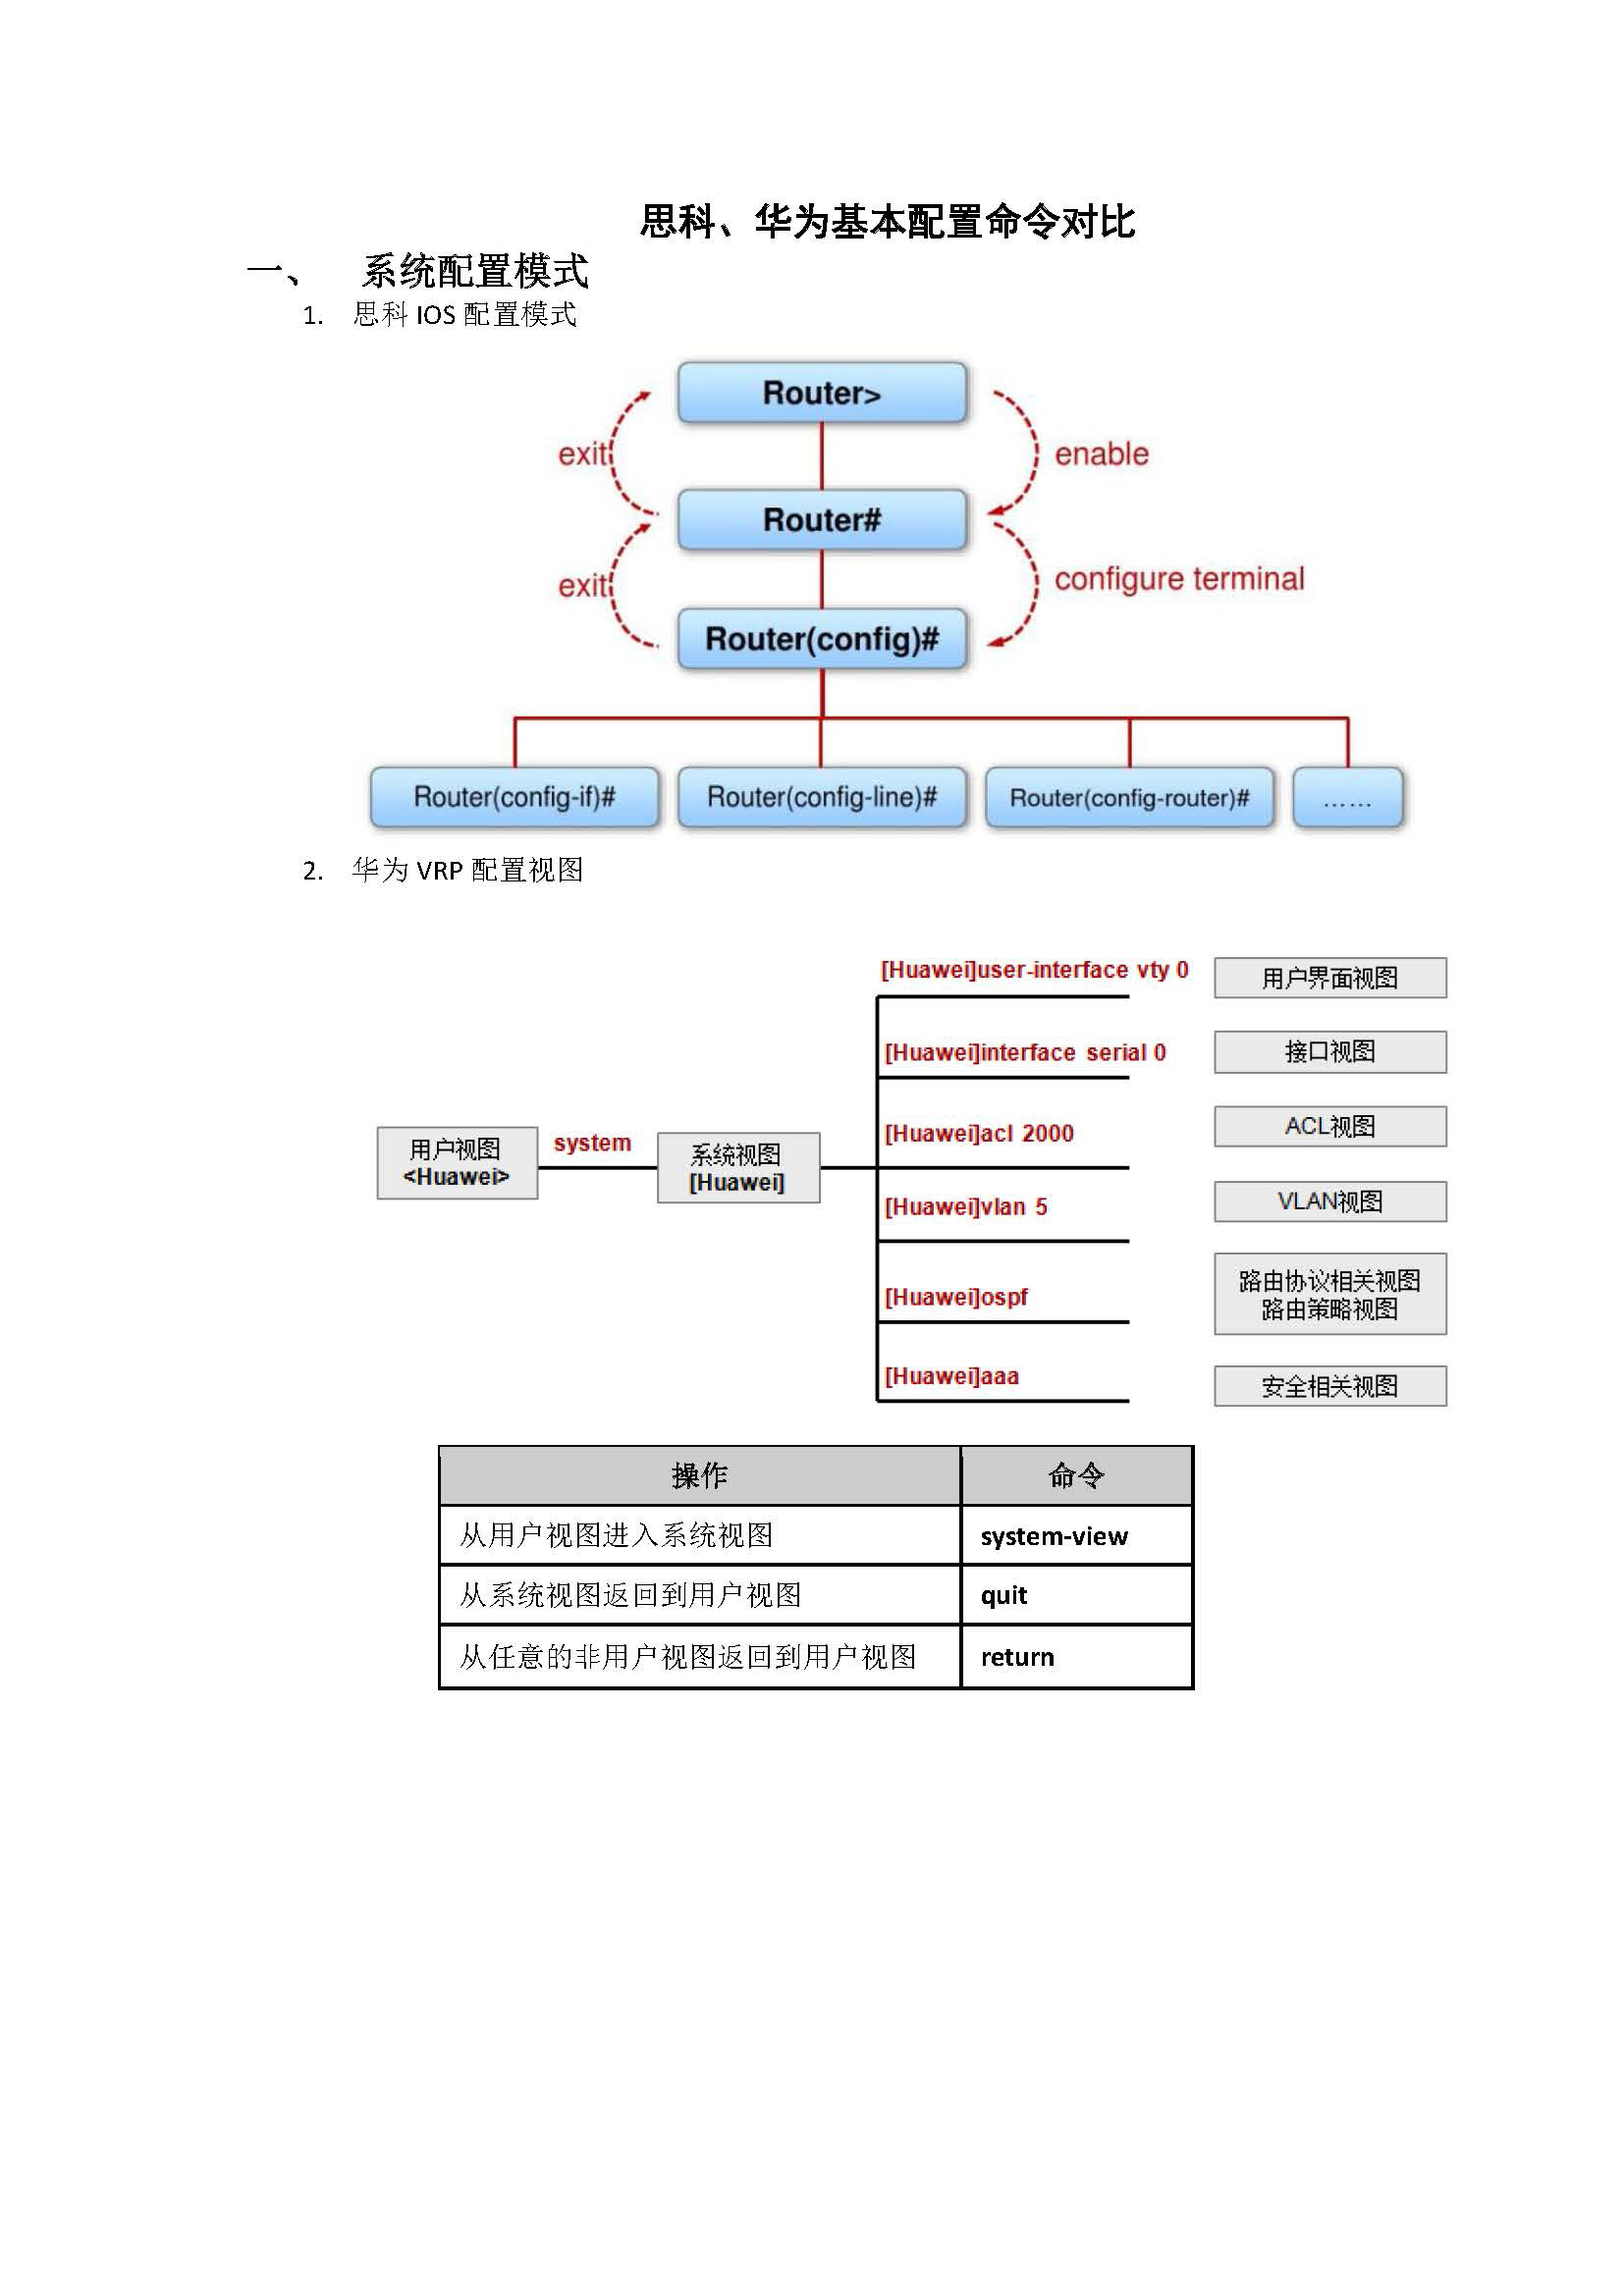 思科、华为基本配置命令对比
一、 系统配置模式
1. 思科 IOS 配置模式
Router>
exit enable
Router#
exit configure terminal
Router(config)#
Router(config-if)# Router(config-line)# Router(config-router)# ……
2. 华为 VRP 配置视图
[Huawei]user-interface vty 0 用户界面视图
[Huawei]interface serial 0 接口视图
[Huawei]acl 2000 ACL视图
用户视图
<Huawei>
system
系统视图
[Huawei]
[Huawei]vlan 5 VLAN视图
[Huawei]ospf 路由协议相关视图
路由策略视图
[Huawei]aaa 安全相关视图
操作 命令
从用户视图进入系统视图 system-view
从系统视图返回到用户视图 quit
从任意的非用户视图返回到用户视图 return